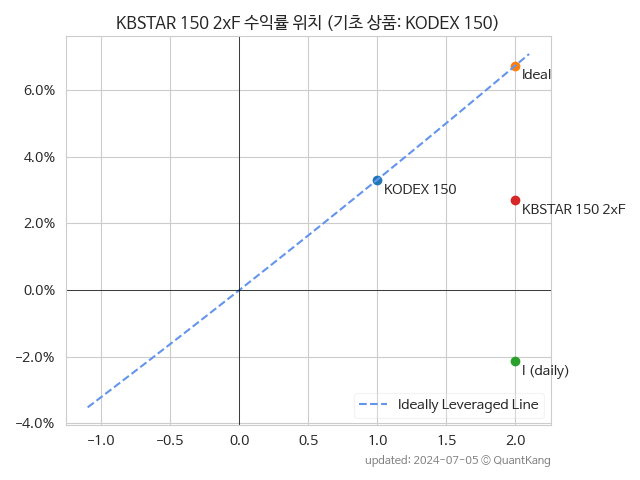 KBSTAR 150 2xF 수익률 위치 (기초 상품: KODEX 150)
6.0%
4.0%
2.0%
0.0%
−2.0%
−4.0%
Ideal
KODEX 150
KBSTAR 150 2xF
I (daily)
Ideally Leveraged Line
−1.0 −0.5 0.0 0.5 1.0 1.5 2.0
updated: 2024-07-05 © QuantKang